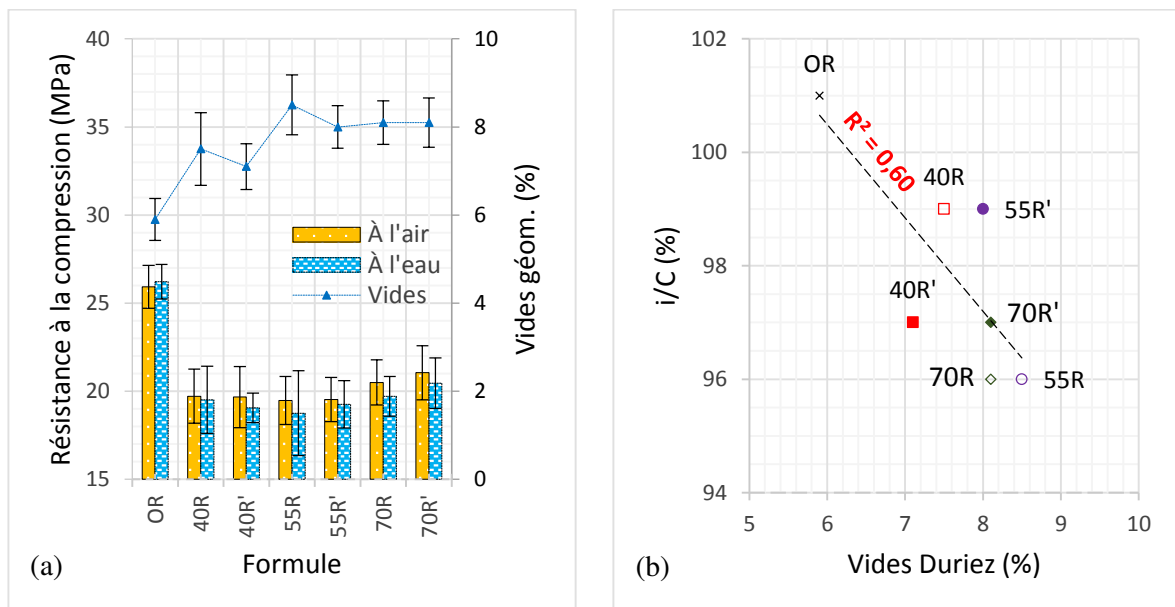 40
35
30
25
20
15
Résistance à la compression (MPa)
10
8
6
4
2
0
Vides géom. (%)
À l'air
À l'eau
Vides
OR
40R
40R'
55R
55R'
70R
70R'
Formule
(a)
102
100
98
96
94
i/C (%)
OR
R² = 0,60
40R
55R'
40R'
70R'
70R
55R
5
6
7
8
9
10
Vides Duriez (%)
(b)